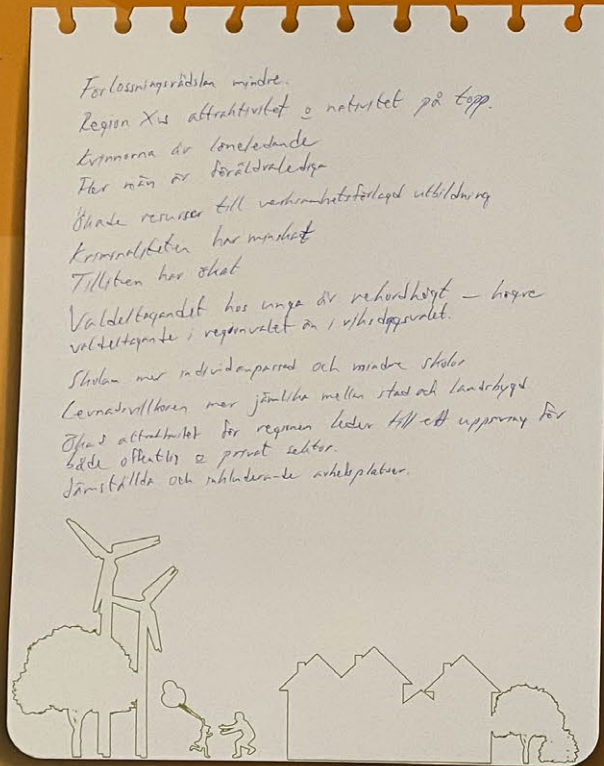 Förlossningsrädslan mindre.
Region X:s attraktivitet o nativitet på topp.
Kvinnorna är löneledande
Fler män är föräldralediga
Ökade resurser till verksamhetsförlagd utbildning
Kriminaliteten har minskat
Tilliten har ökat
Valdeltagandet hos unga är rekordhögt – högre
valdeltagande i regionvalet än i riksdagsvalet.
Skolan mer individanpassad och mindre skolor
Levnadsvillkoren mer jämlika mellan stad och landsbygd
Ökad attraktivitet för regionen leder till ett uppsving för
både offentlig o privat sektor.
Jämställda och inkluderande arbetsplatser.